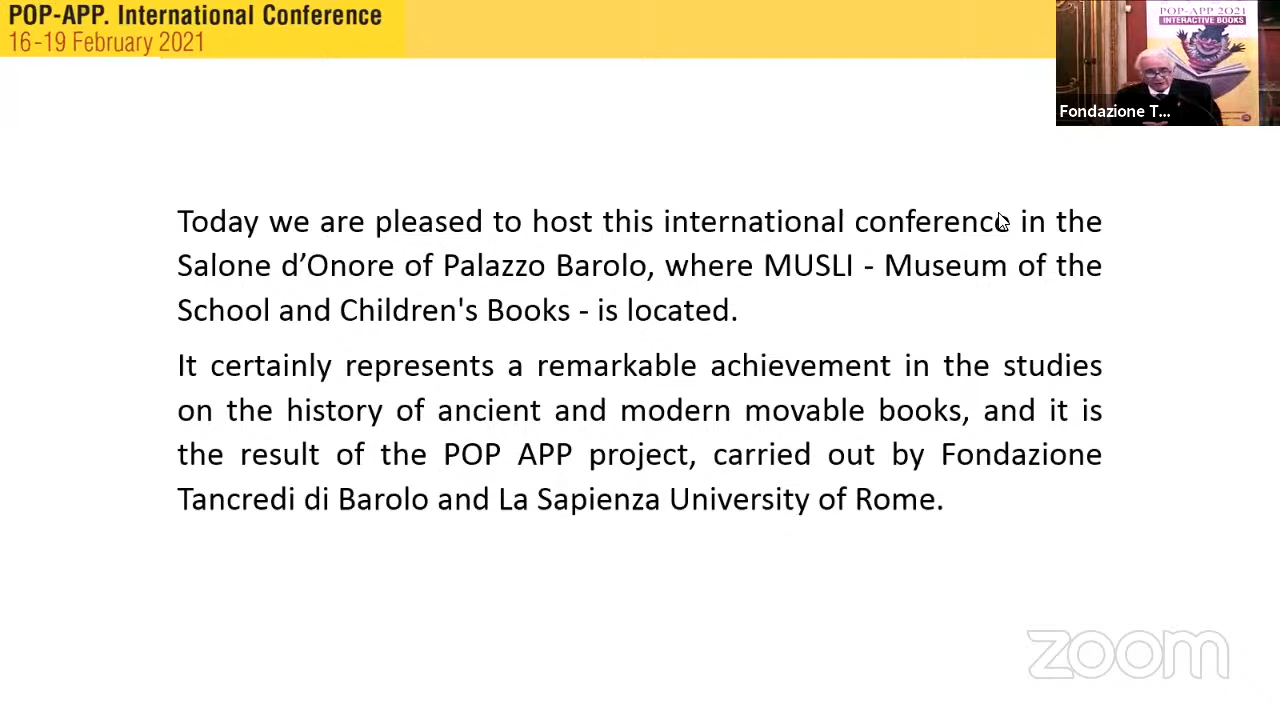 POP-APP. International Conference
16-19 February 2021
POP-APP 2021
INTERACTIVE BOOKS
Fondazione T...
Today we are pleased to host this international conference in the
Salone d’Onore of Palazzo Barolo, where MUSLI - Museum of the
School and Children's Books - is located.
It certainly represents a remarkable achievement in the studies
on the history of ancient and modern movable books, and it is
the result of the POP APP project, carried out by Fondazione
Tancredi di Barolo and La Sapienza University of Rome.
zoom